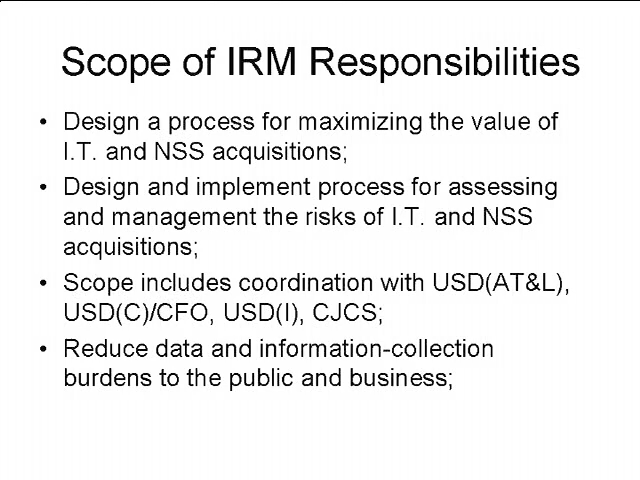 Scope of IRM Responsibilities
• Design a process for maximizing the value of
I.T. and NSS acquisitions;
• Design and implement process for assessing
and management the risks of I.T. and NSS
acquisitions;
• Scope includes coordination with USD(AT&L),
USD(C)/CFO, USD(I), CJCS;
• Reduce data and information-collection
burdens to the public and business;